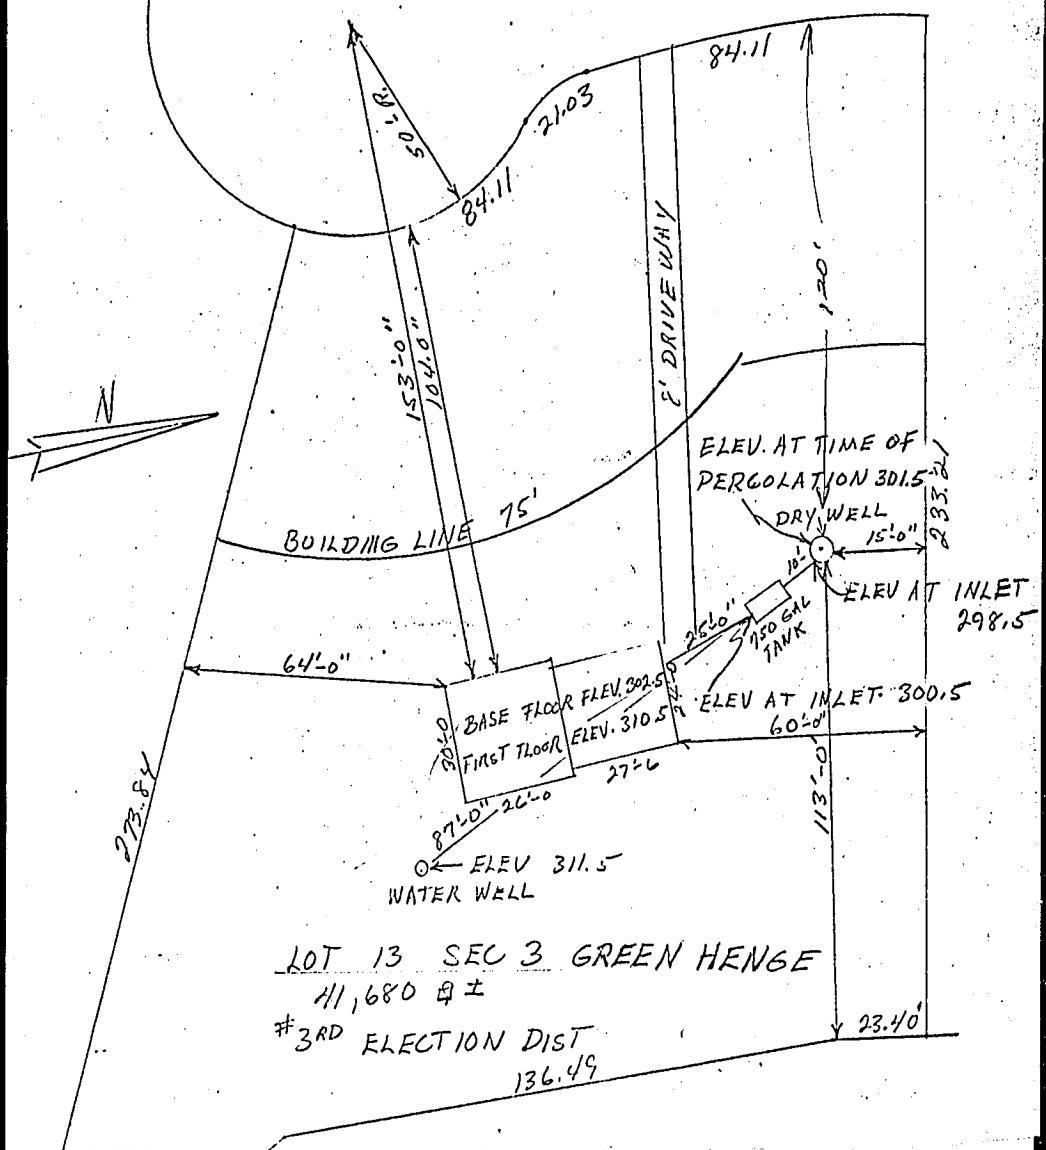 84.11
50' R.
21.03
84.11
8' DRIVEWAY
120'
153'-0"
104.0"
N
ELEV. AT TIME OF
PERCOLATION 301.5
DRY WELL
233.21
BUILDING LINE 75'
15'-0"
10'-
ELEV AT INLET
298.5
25'-0"
750 GAL
TANK
64'-0"
BASE FLOOR ELEV. 302.5
FIRST FLOOR ELEV. 310.5
ELEV AT INLET 300.5
60'-0"
30'-0
27'-6
26'-0
113'-0"
273.84
87'-0"
ELEV 311.5
WATER WELL
LOT 13 SEC 3 GREEN HENGE
41,680 ±
#3RD ELECTION DIST
136.49
23.40'